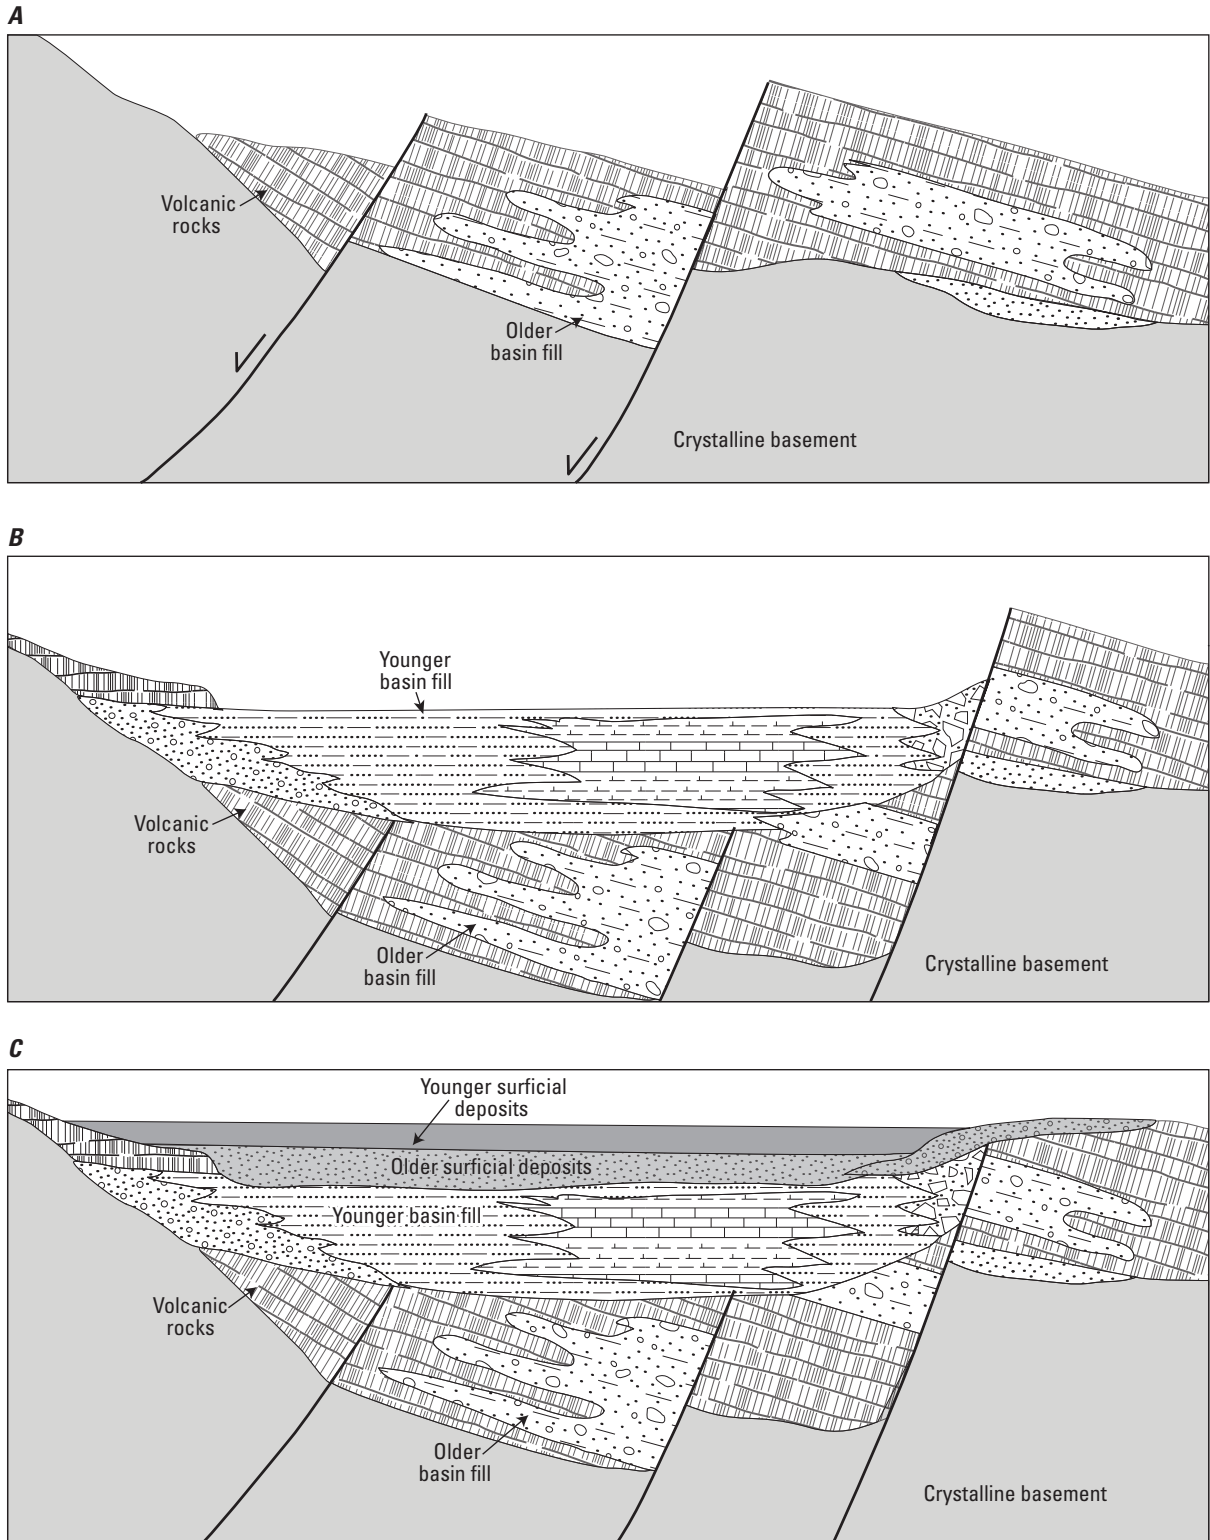 A
Volcanic
rocks
Older
basin fill
Crystalline basement
B
Younger
basin fill
Volcanic
rocks
Older
basin fill
Crystalline basement
C
Younger surficial
deposits
Older surficial deposits
Younger basin fill
Volcanic
rocks
Older
basin fill
Crystalline basement